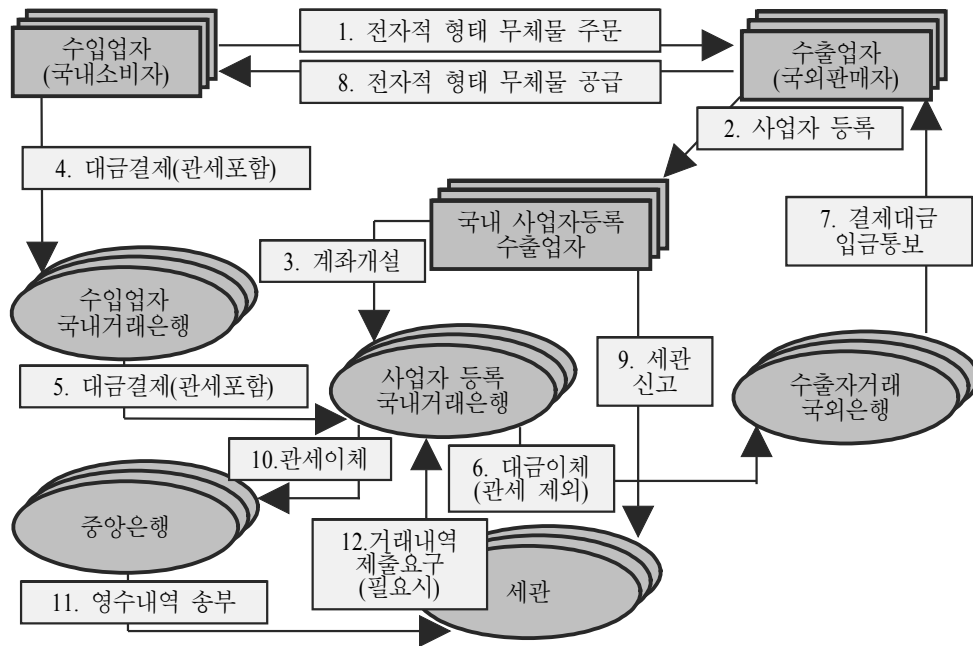 수입업자
(국내소비자)
1. 전자적 형태 무체물 주문
8. 전자적 형태 무체물 공급
수출업자
(국외판매자)
2. 사업자 등록
4. 대금결제(관세포함)
국내 사업자등록
수출업자
7. 결제대금
입금통보
3. 계좌개설
수입업자
국내거래은행
5. 대금결제(관세포함)
사업자 등록
국내거래은행
9. 세관
신고
수출자거래
국외은행
10.관세이체
6. 대금이체
(관세 제외)
중앙은행
12.거래내역
제출요구
(필요시)
세관
11. 영수내역 송부